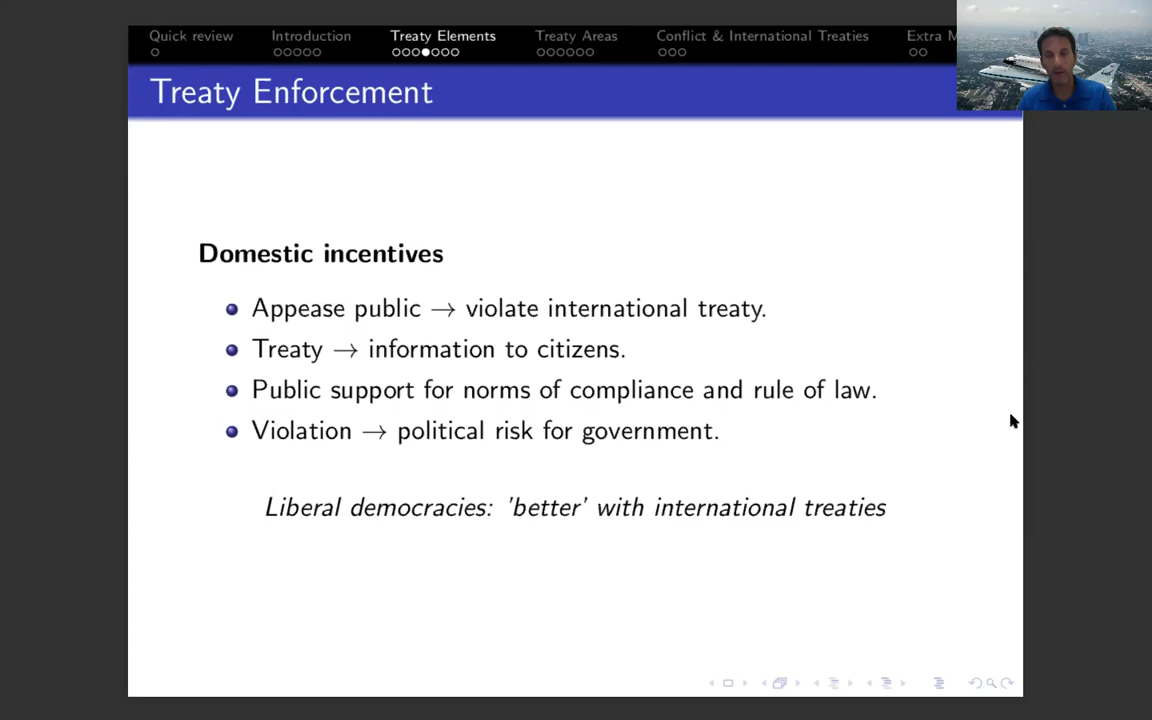 Quick review Introduction Treaty Elements Treaty Areas Conflict & International Treaties Extra M
Treaty Enforcement
Domestic incentives
Appease public → violate international treaty.
Treaty → information to citizens.
Public support for norms of compliance and rule of law.
Violation → political risk for government.
Liberal democracies: 'better' with international treaties